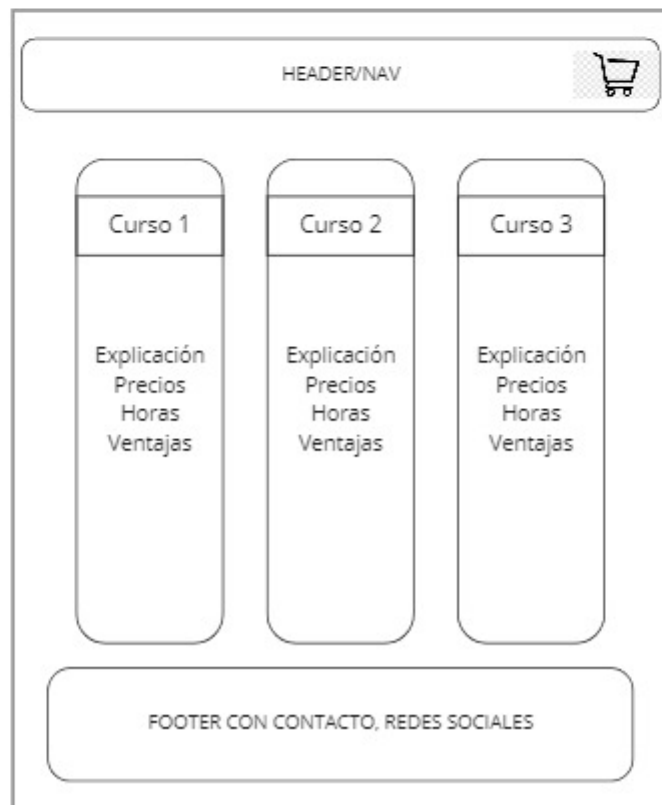 HEADER/NAV
Curso 1
Explicación
Precios
Horas
Ventajas
Curso 2
Explicación
Precios
Horas
Ventajas
Curso 3
Explicación
Precios
Horas
Ventajas
FOOTER CON CONTACTO, REDES SOCIALES